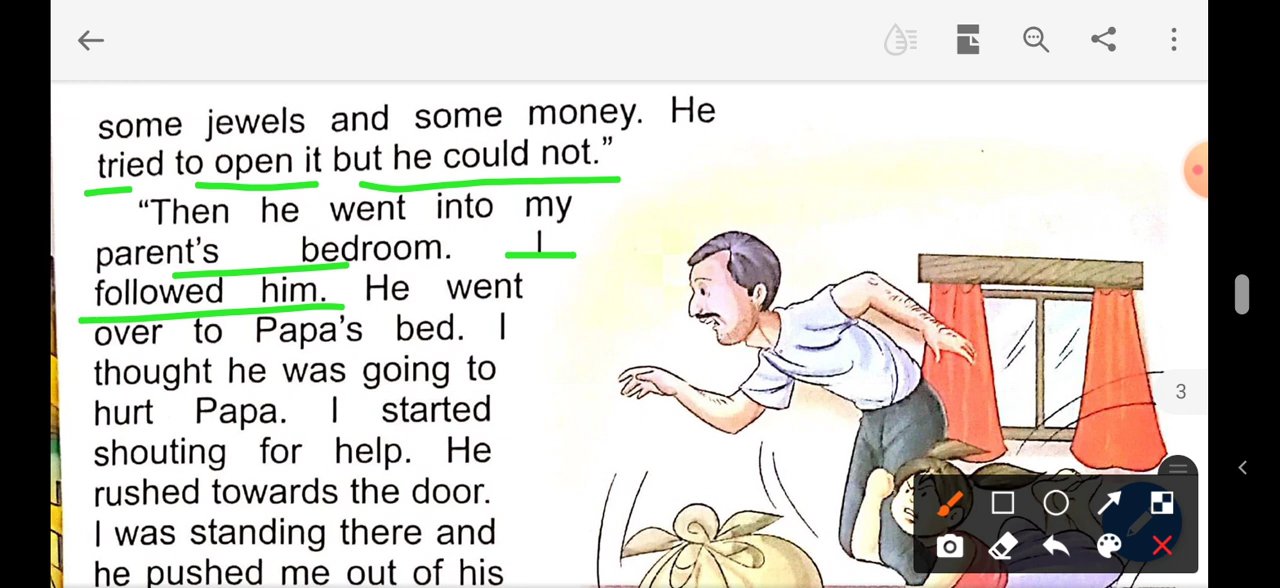 some jewels and some money. He
tried to open it but he could not.”
“Then he went into my
parent’s bedroom. I
followed him. He went
over to Papa’s bed. I
thought he was going to
hurt Papa. I started
shouting for help. He
rushed towards the door.
I was standing there and
he pushed me out of his
3